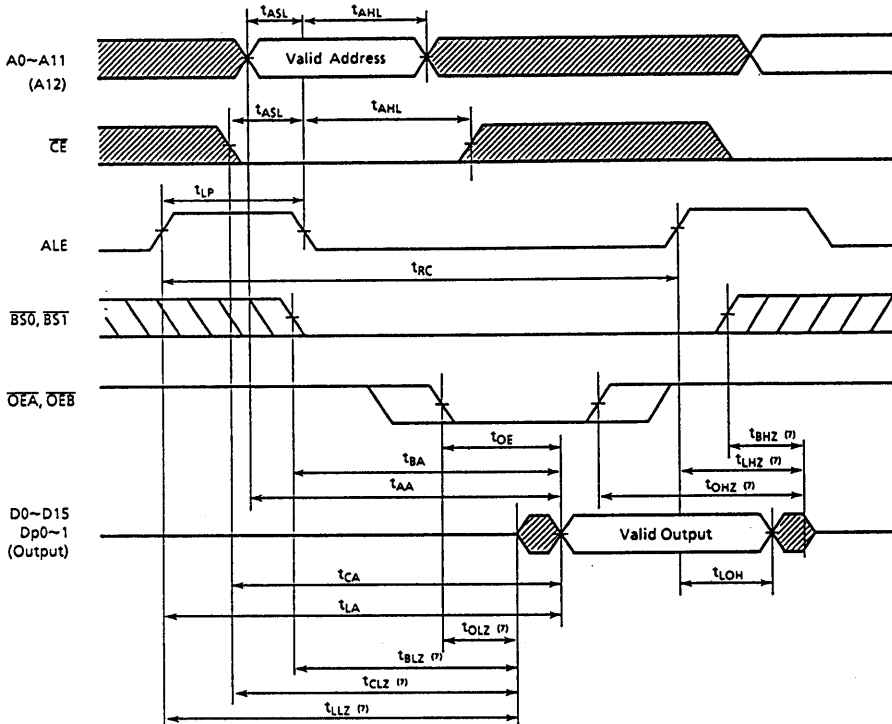 tASL tAHL
A0~A11
(A12)
Valid Address
tASL tAHL
CE
tLP
ALE
tRC
BS0, BS1
OEA, OEB
tOE
tBHZ (7)
tBA
tLHZ (7)
tAA
tOHZ (7)
D0~D15
Dp0~1
(Output)
Valid Output
tCA
tLOH
tLA
tOLZ (7)
tBLZ (7)
tCLZ (7)
tLLZ (7)